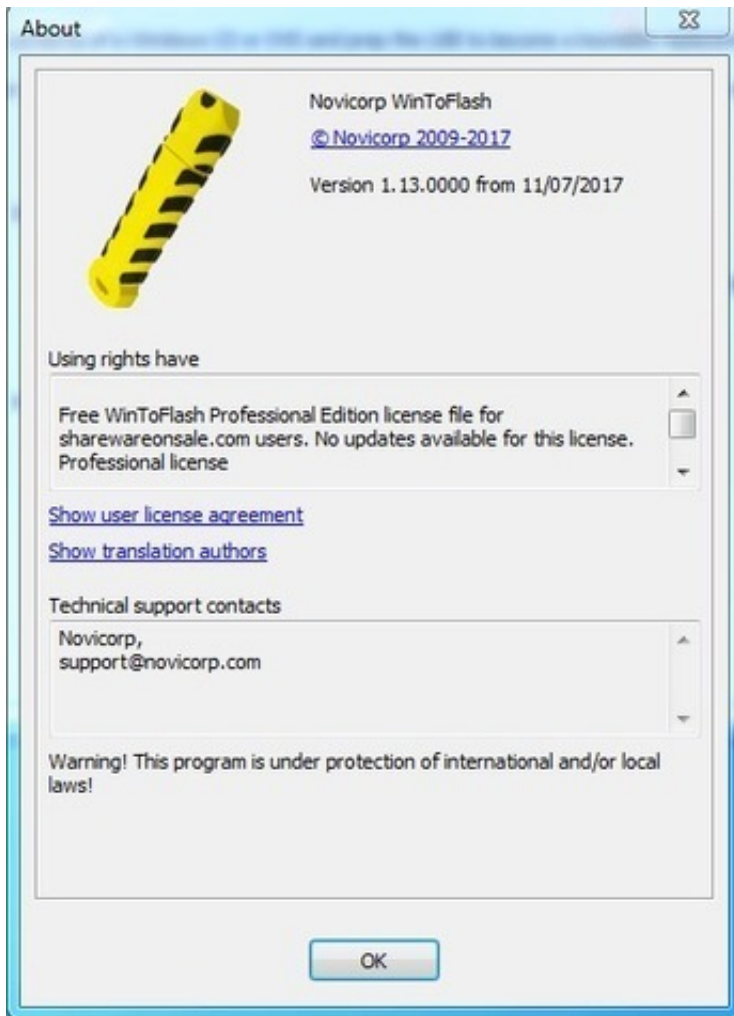 About
Novicorp WinToFlash
© Novicorp 2009-2017
Version 1.13.0000 from 11/07/2017
Using rights have
Free WinToFlash Professional Edition license file for
sharewareonsale.com users. No updates available for this license.
Professional license
Show user license agreement
Show translation authors
Technical support contacts
Novicorp,
support@novicorp.com
Warning! This program is under protection of international and/or local
laws!
OK